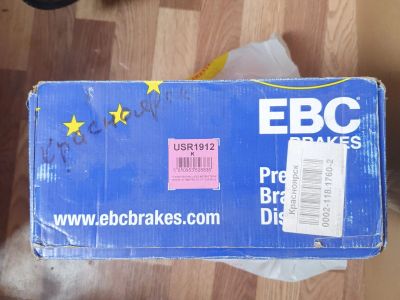 Красноярск
USR1912
K
EBC
BRAKES
Pre
Bra
Dis
www.ebcbrakes.com
Красноярск
0002-118.1760-2